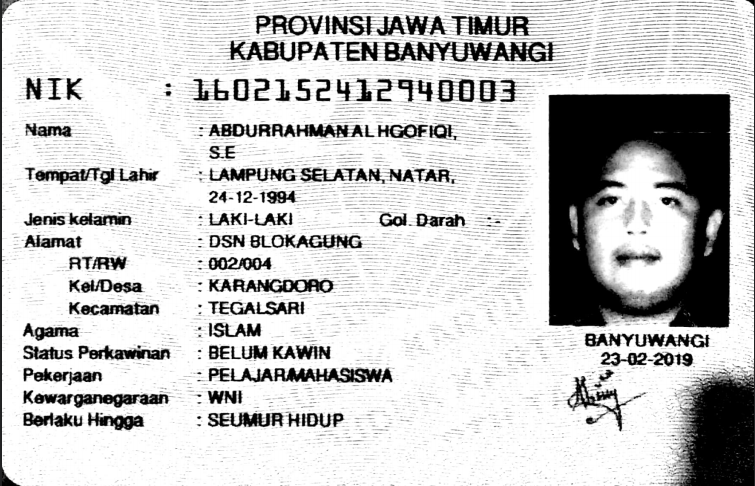 PROVINSI JAWA TIMUR
KABUPATEN BANYUWANGI
NIK : 1602152412940003
Nama : ABDURRAHMAN AL HGOFIQI,
S.E
Tempat/Tgl Lahir : LAMPUNG SELATAN, NATAR,
24-12-1994
Jenis kelamin : LAKI-LAKI Gol. Darah : -
Alamat : DSN BLOKAGUNG
RT/RW : 002/004
Kel/Desa : KARANGDORO
Kecamatan : TEGALSARI
Agama : ISLAM
Status Perkawinan : BELUM KAWIN
Pekerjaan : PELAJAR/MAHASISWA
Kewarganegaraan : WNI
Berlaku Hingga : SEUMUR HIDUP
BANYUWANGI
23-02-2019